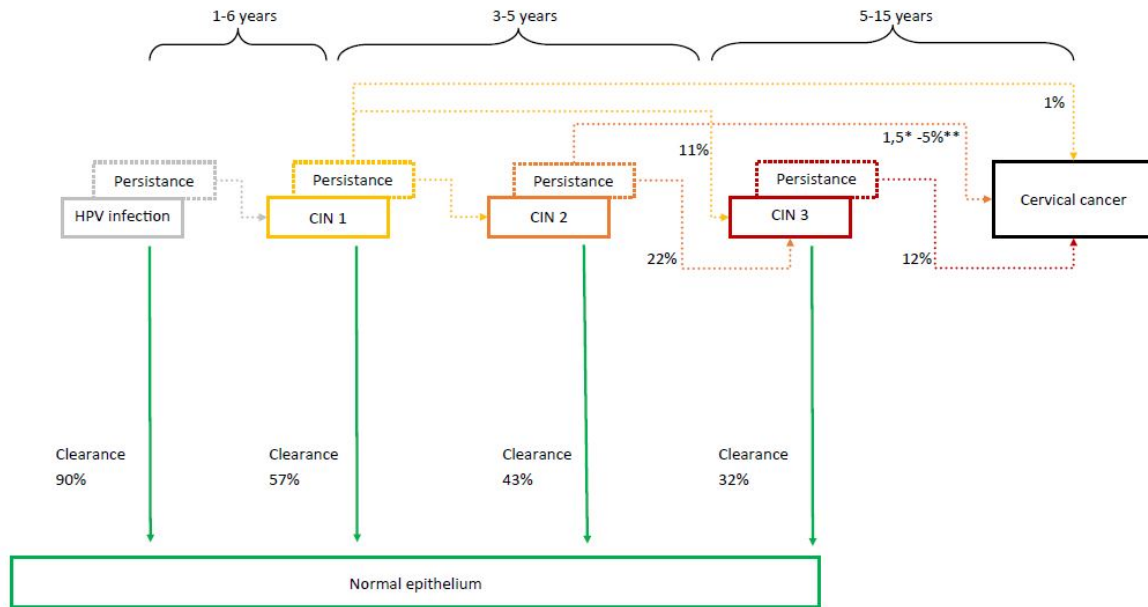 1-6 years
3-5 years
5-15 years
1%
1,5* -5%**
11%
Persistance
HPV infection
Persistance
CIN 1
Persistance
CIN 2
Persistance
CIN 3
Cervical cancer
22%
12%
Clearance
90%
Clearance
57%
Clearance
43%
Clearance
32%
Normal epithelium